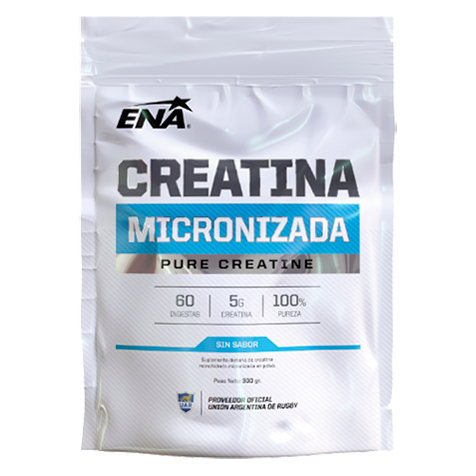 ENA®
CREATINA
MICRONIZADA
PURE CREATINE
60 INGESTAS
5G CREATINA
100% PUREZA
SIN SABOR
Suplemento dietario de creatina
monohidrato micronizada en polvo.
Peso Neto: 300 gr.
U.A.R
PROVEEDOR OFICIAL
UNIÓN ARGENTINA DE RUGBY